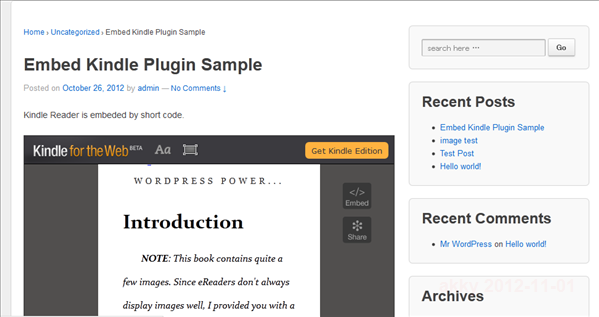 Home › Uncategorized › Embed Kindle Plugin Sample
Embed Kindle Plugin Sample
Posted on October 26, 2012 by admin — No Comments ↓
Kindle Reader is embeded by short code.
Kindle for the Web BETA Aa Get Kindle Edition
WORDPRESS POWER...
Introduction
NOTE: This book contains quite a
few images. Since eReaders don't always
display images well, I provided you with a
</> Embed
Share
search here ··· Go
Recent Posts
Embed Kindle Plugin Sample
image test
Test Post
Hello world!
Recent Comments
Mr WordPress on Hello world!
Archives
2012-11-01